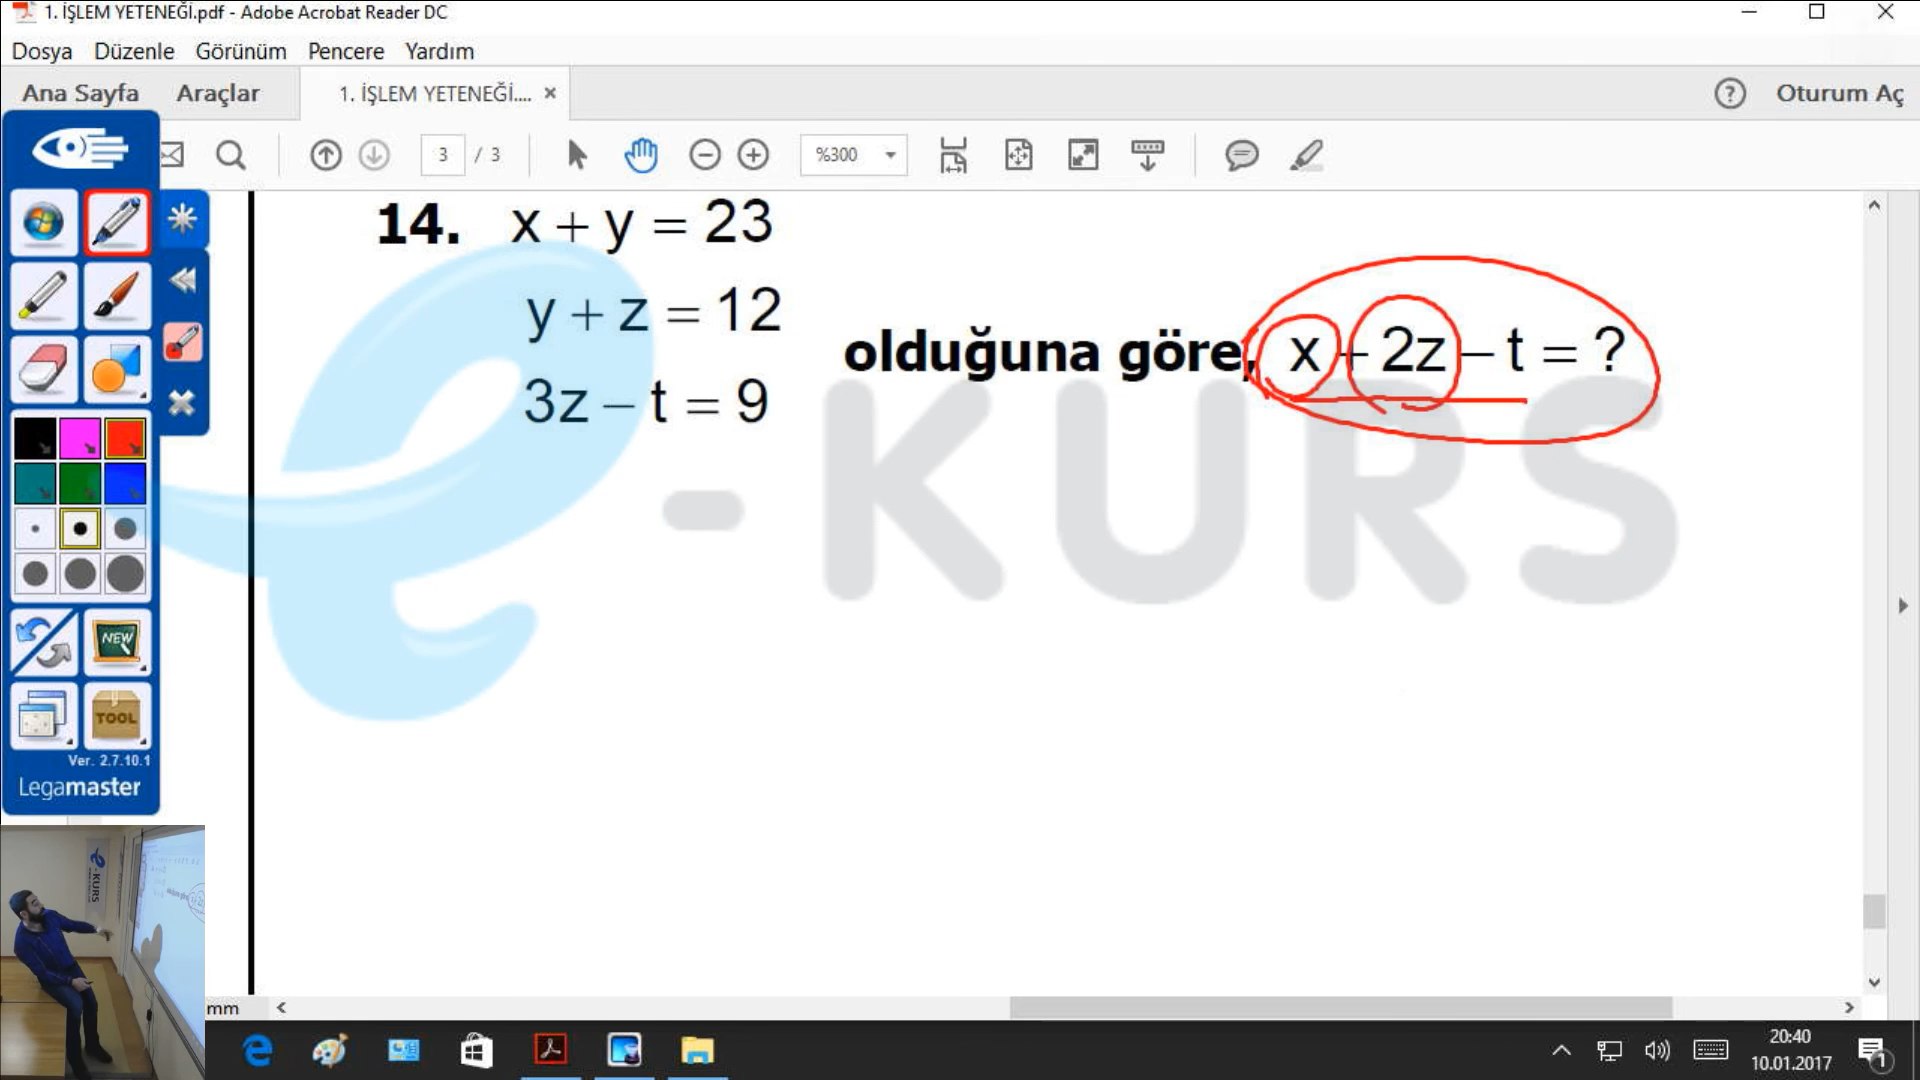 1. İŞLEM YETENEĞİ.pdf - Adobe Acrobat Reader DC
Dosya Düzenle Görünüm Pencere Yardım
Ana Sayfa Araçlar 1. İŞLEM YETENEĞİ.... × ? Oturum Aç
3 / 3 %300
14. x + y = 23
y + z = 12
3z – t = 9
olduğuna göre, x + 2z – t = ?
e - KURS
NEW
TOOL
Ver. 2.7.10.1
Legamaster
e - KURS
mm
20:40
10.01.2017
1